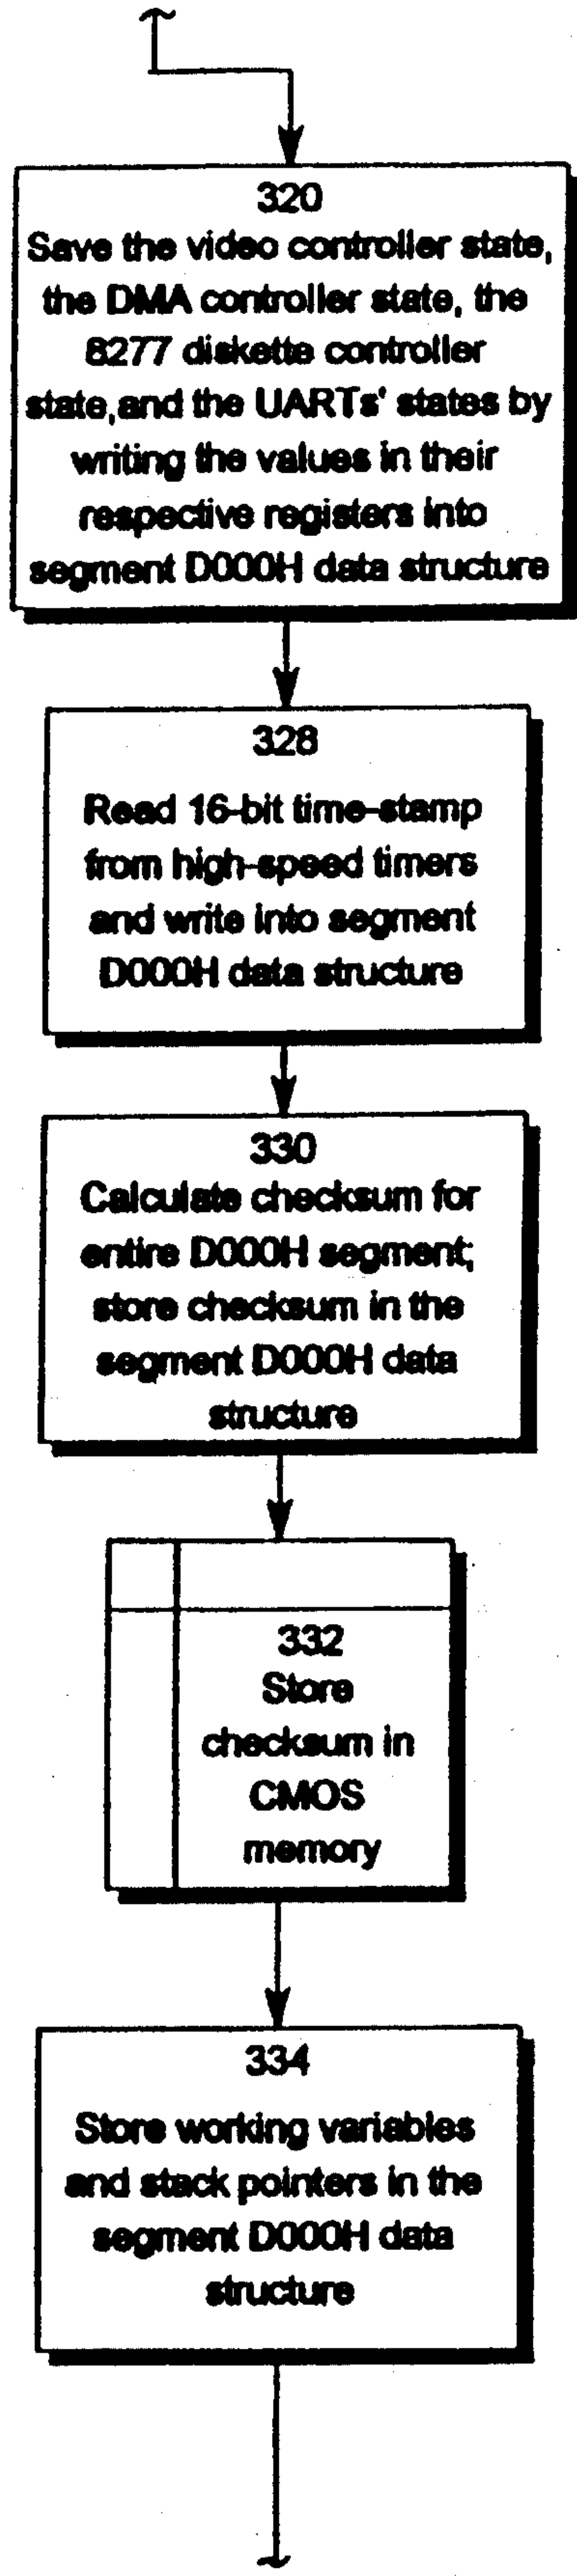 320
Save the video controller state,
the DMA controller state, the
8277 diskette controller
state,and the UARTs' states by
writing the values in their
respective registers into
segment D000H data structure
328
Read 16-bit time-stamp
from high-speed timers
and write into segment
D000H data structure
330
Calculate checksum for
entire D000H segment;
store checksum in the
segment D000H data
structure
332
Store
checksum in
CMOS
memory
334
Store working variables
and stack pointers in the
segment D000H data
structure